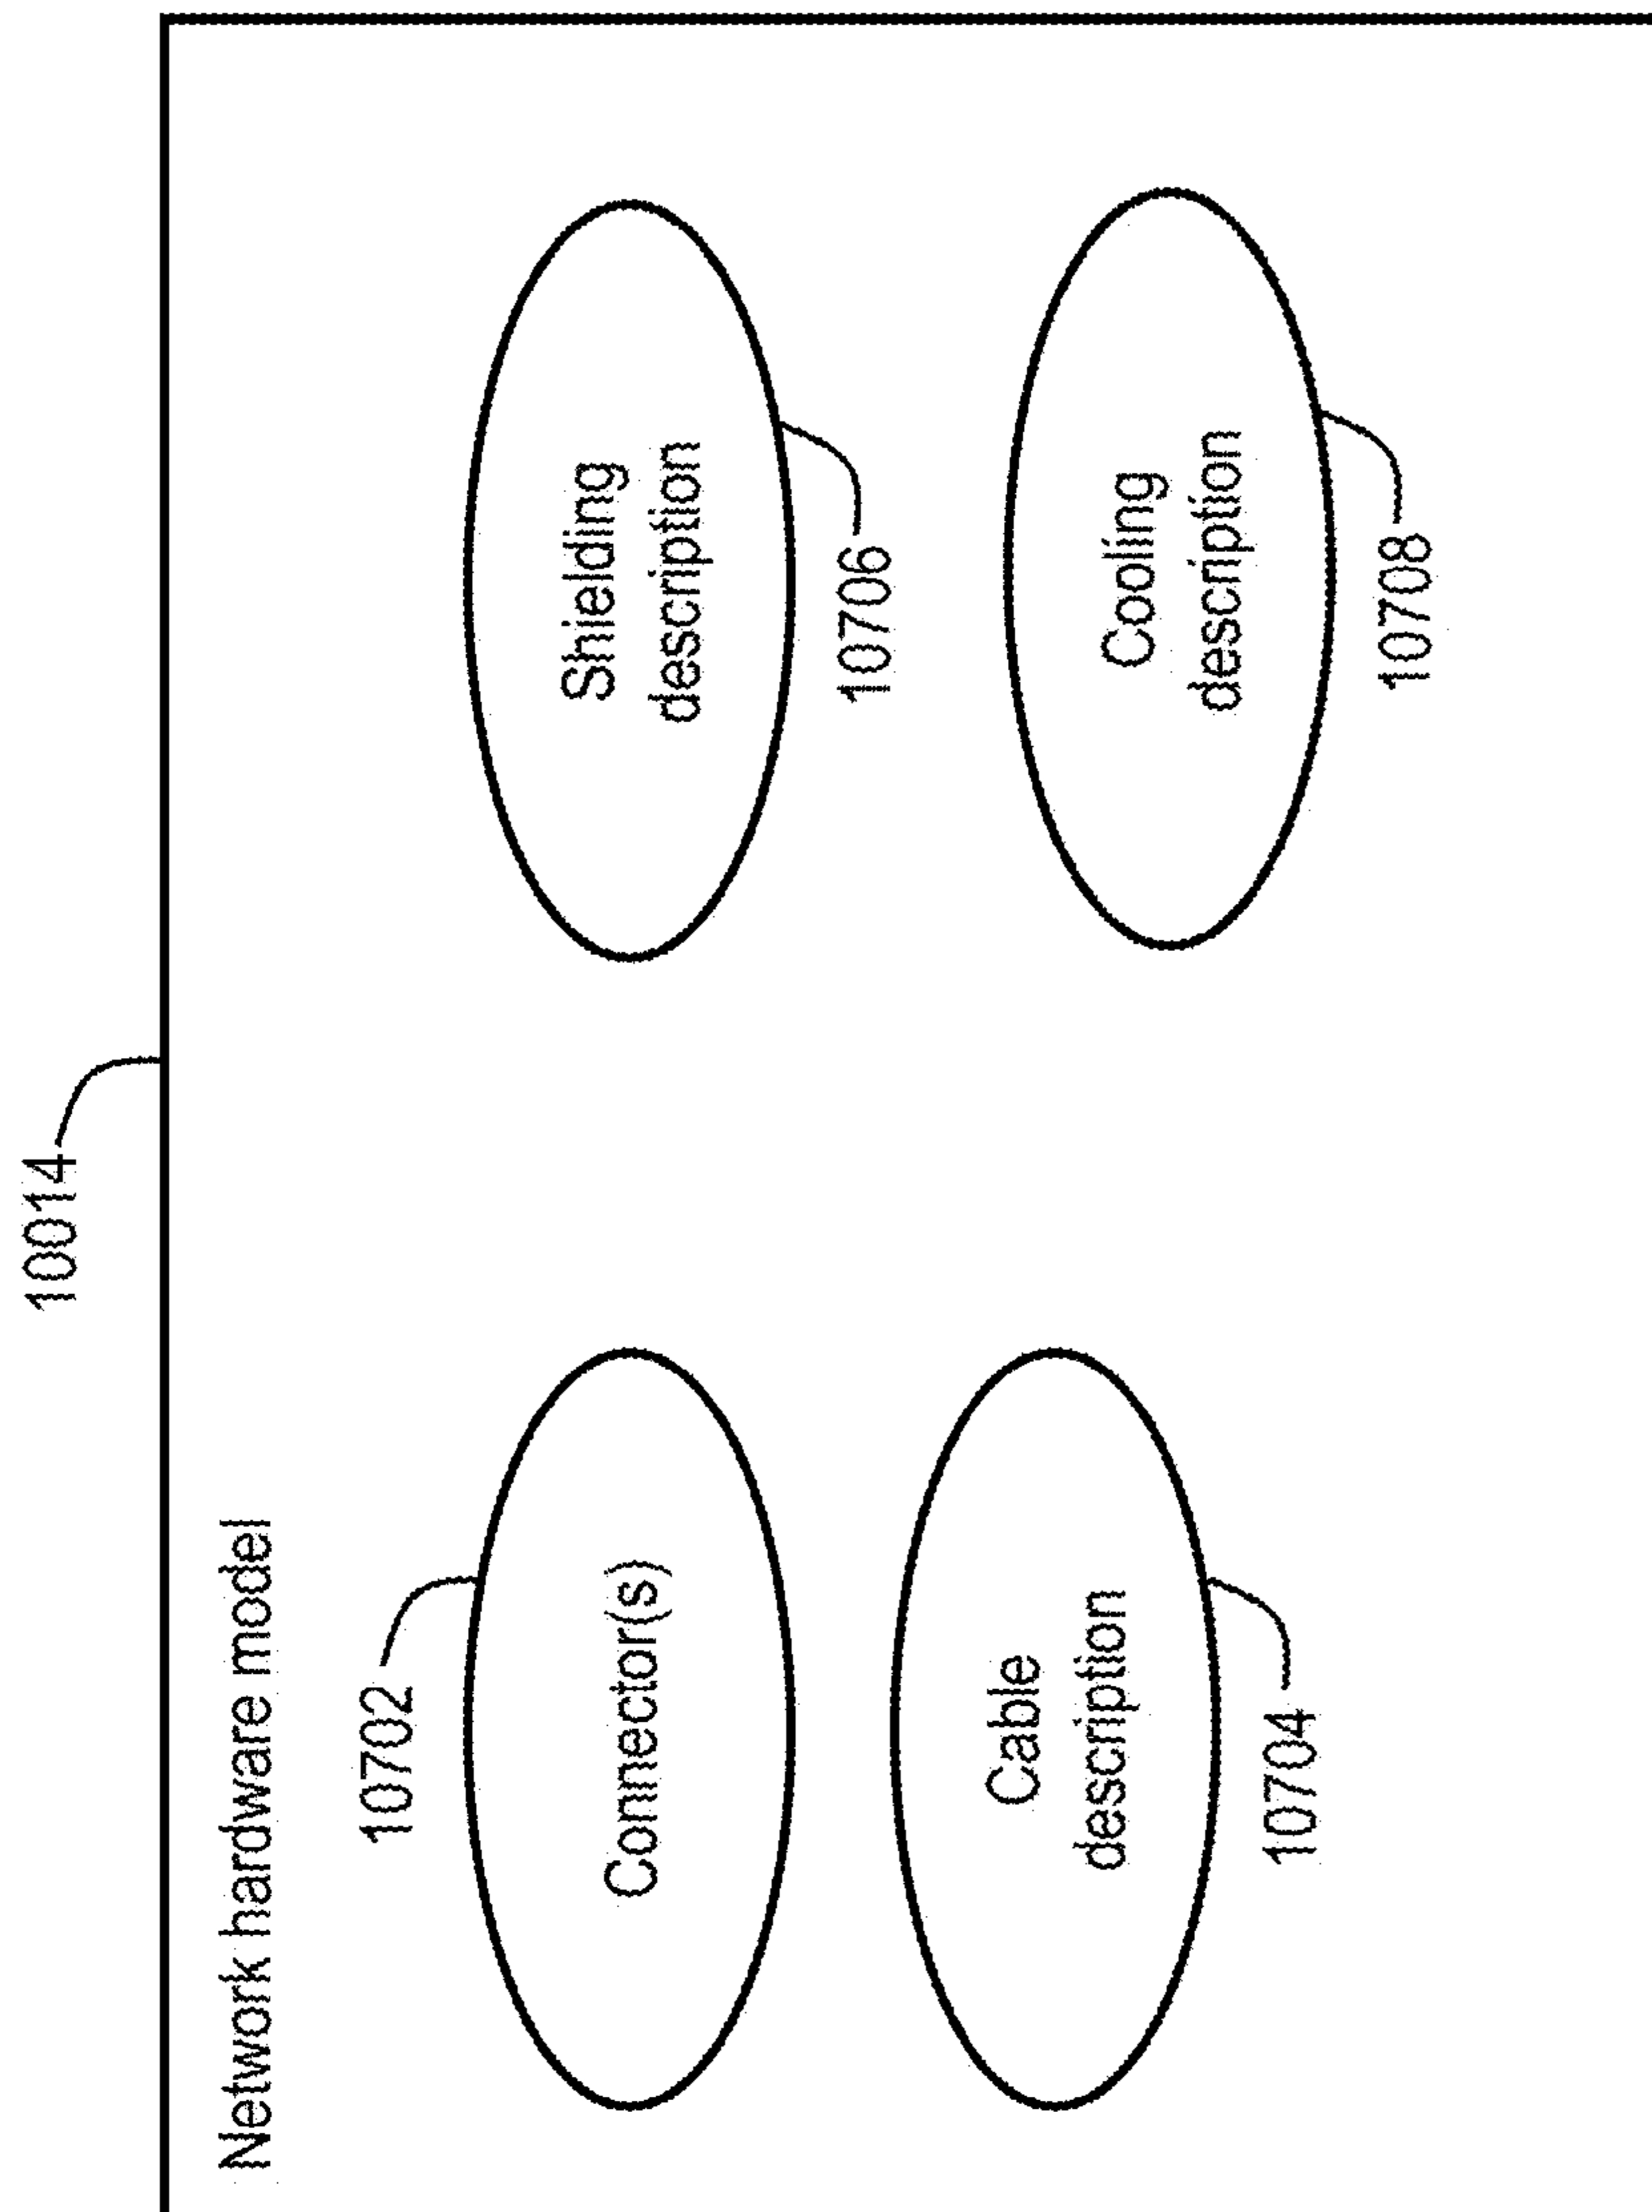 10014
Network hardware model
10702
Connector(s)
Shielding
description
10706
Cable
description
10704
Cooling
description
10708